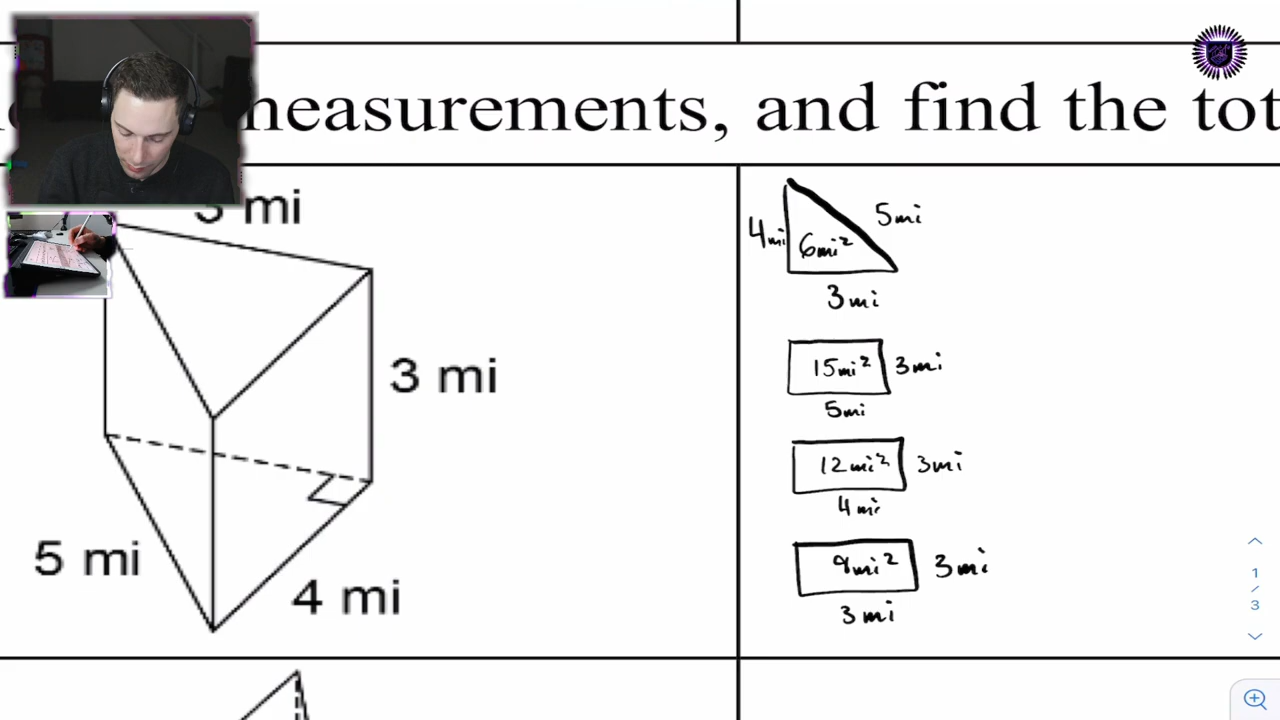 measurements, and find the tot
3 mi
3 mi
5 mi
4 mi
4mi
5mi
6mi²
3mi
15mi² 3mi
5mi
12mi² 3mi
4mi
9mi² 3mi
3mi
1
/
3